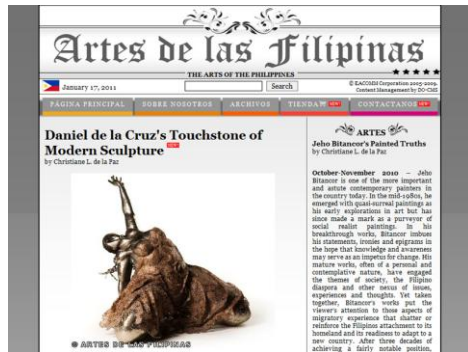 Artes de las Filipinas
THE ARTS OF THE PHILIPPINES
January 17, 2011
Search
© EACOMM Corporation 2005-2009.
Content Management by DO-CMS
PÁGINA PRINCIPAL
SOBRE NOSOTROS
ARCHIVOS
TIENDA
CONTACTANOS
Daniel de la Cruz's Touchstone of
Modern Sculpture
by Christiane L. de la Paz
© ARTES DE LAS FILIPINAS
ARTES
Jeho Bitancor's Painted Truths
by Christiane L. de la Paz
October-November 2010 – Jeho
Bitancor is one of the more important
and astute contemporary painters in
the country today. In the mid-1980s, he
emerged with quasi-surreal paintings as
his early explorations in art but has
since made a mark as a purveyor of
social realist paintings. In his
breakthrough works, Bitancor imbues
his statements, ironies and epigrams in
the hope that knowledge and awareness
may serve as an impetus for change. His
mature works, often of a personal and
contemplative nature, have engaged
the themes of society, the Filipino
diaspora and other nexus of issues,
experiences and thoughts. Yet taken
together, Bitancor's works put the
viewer's attention to those aspects of
migratory experience that shatter or
reinforce the Filipinos attachment to its
homeland and its readiness to adapt to a
new country. After three decades of
achieving a fairly notable position,